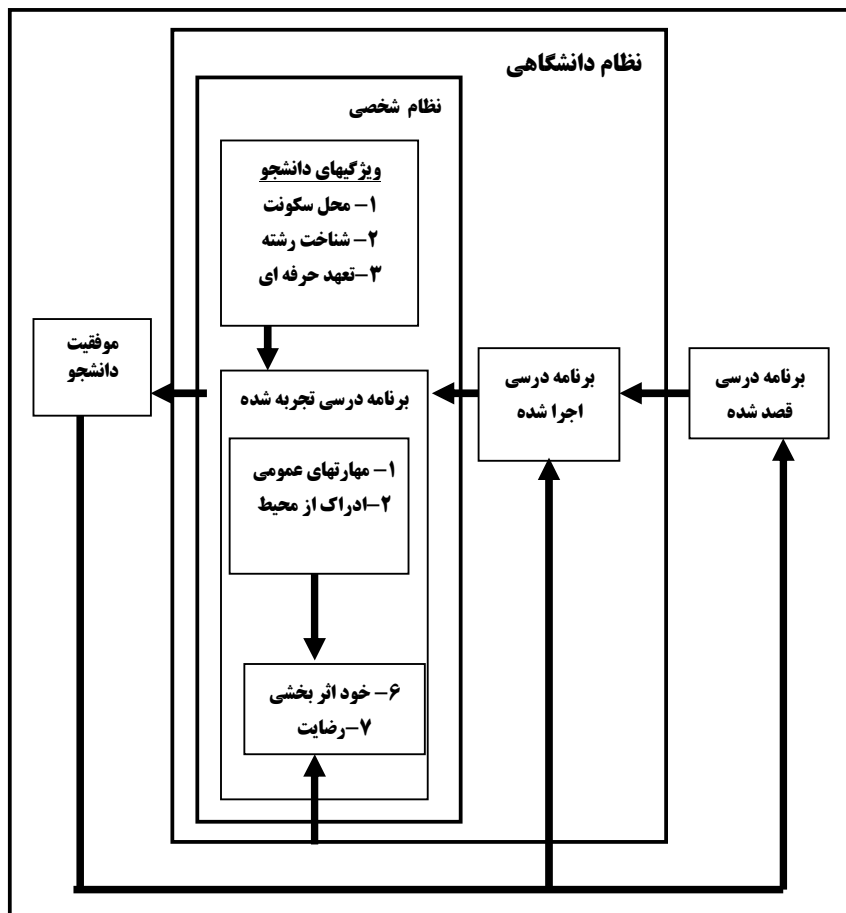 نظام دانشگاهی
نظام شخصی
ویژگیهای دانشجو
۱- محل سکونت
۲- شناخت رشته
۳-تعهد حرفه ای
برنامه درسی
قصد شده
برنامه درسی
اجرا شده
برنامه درسی تجربه شده
۱- مهارتهای عمومی
۲-ادراک از محیط
۶- خود اثر بخشی
۷-رضایت
موفقیت
دانشجو